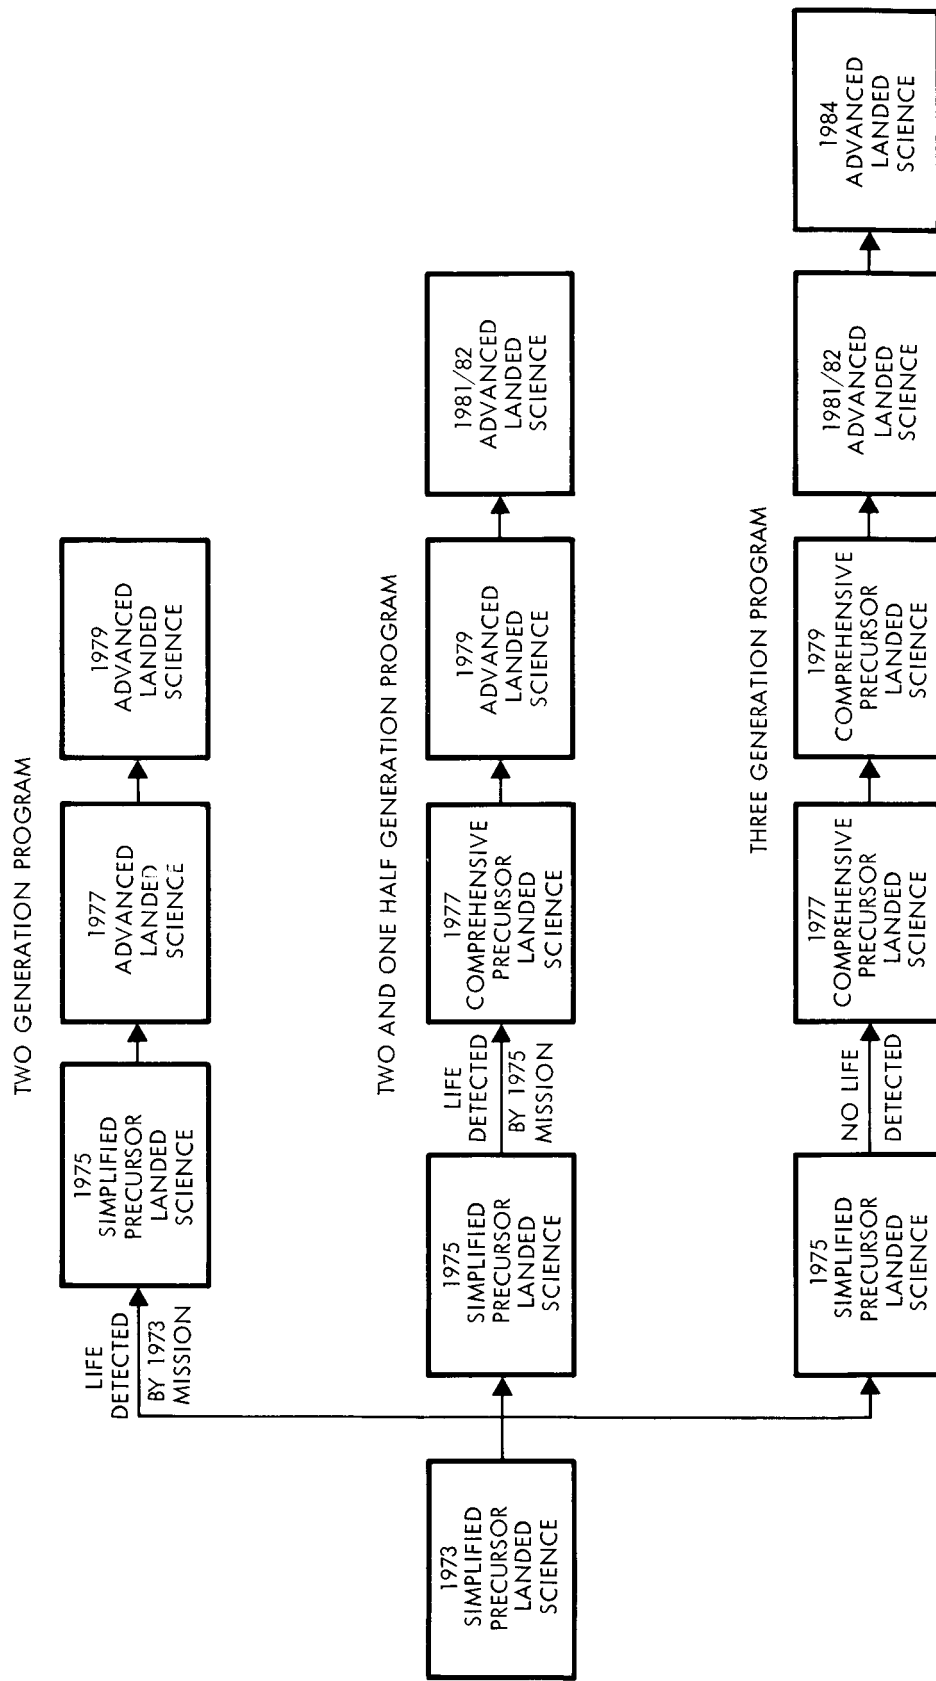 TWO GENERATION PROGRAM
LIFE
DETECTED
BY 1973
MISSION
1975
SIMPLIFIED
PRECURSOR
LANDED
SCIENCE
1977
ADVANCED
LANDED
SCIENCE
1979
ADVANCED
LANDED
SCIENCE
TWO AND ONE HALF GENERATION PROGRAM
1973
SIMPLIFIED
PRECURSOR
LANDED
SCIENCE
1975
SIMPLIFIED
PRECURSOR
LANDED
SCIENCE
LIFE
DETECTED
BY 1975
MISSION
1977
COMPREHENSIVE
PRECURSOR
LANDED
SCIENCE
1979
ADVANCED
LANDED
SCIENCE
1981/82
ADVANCED
LANDED
SCIENCE
THREE GENERATION PROGRAM
1975
SIMPLIFIED
PRECURSOR
LANDED
SCIENCE
NO LIFE
DETECTED
1977
COMPREHENSIVE
PRECURSOR
LANDED
SCIENCE
1979
COMPREHENSIVE
PRECURSOR
LANDED
SCIENCE
1981/82
ADVANCED
LANDED
SCIENCE
1984
ADVANCED
LANDED
SCIENCE